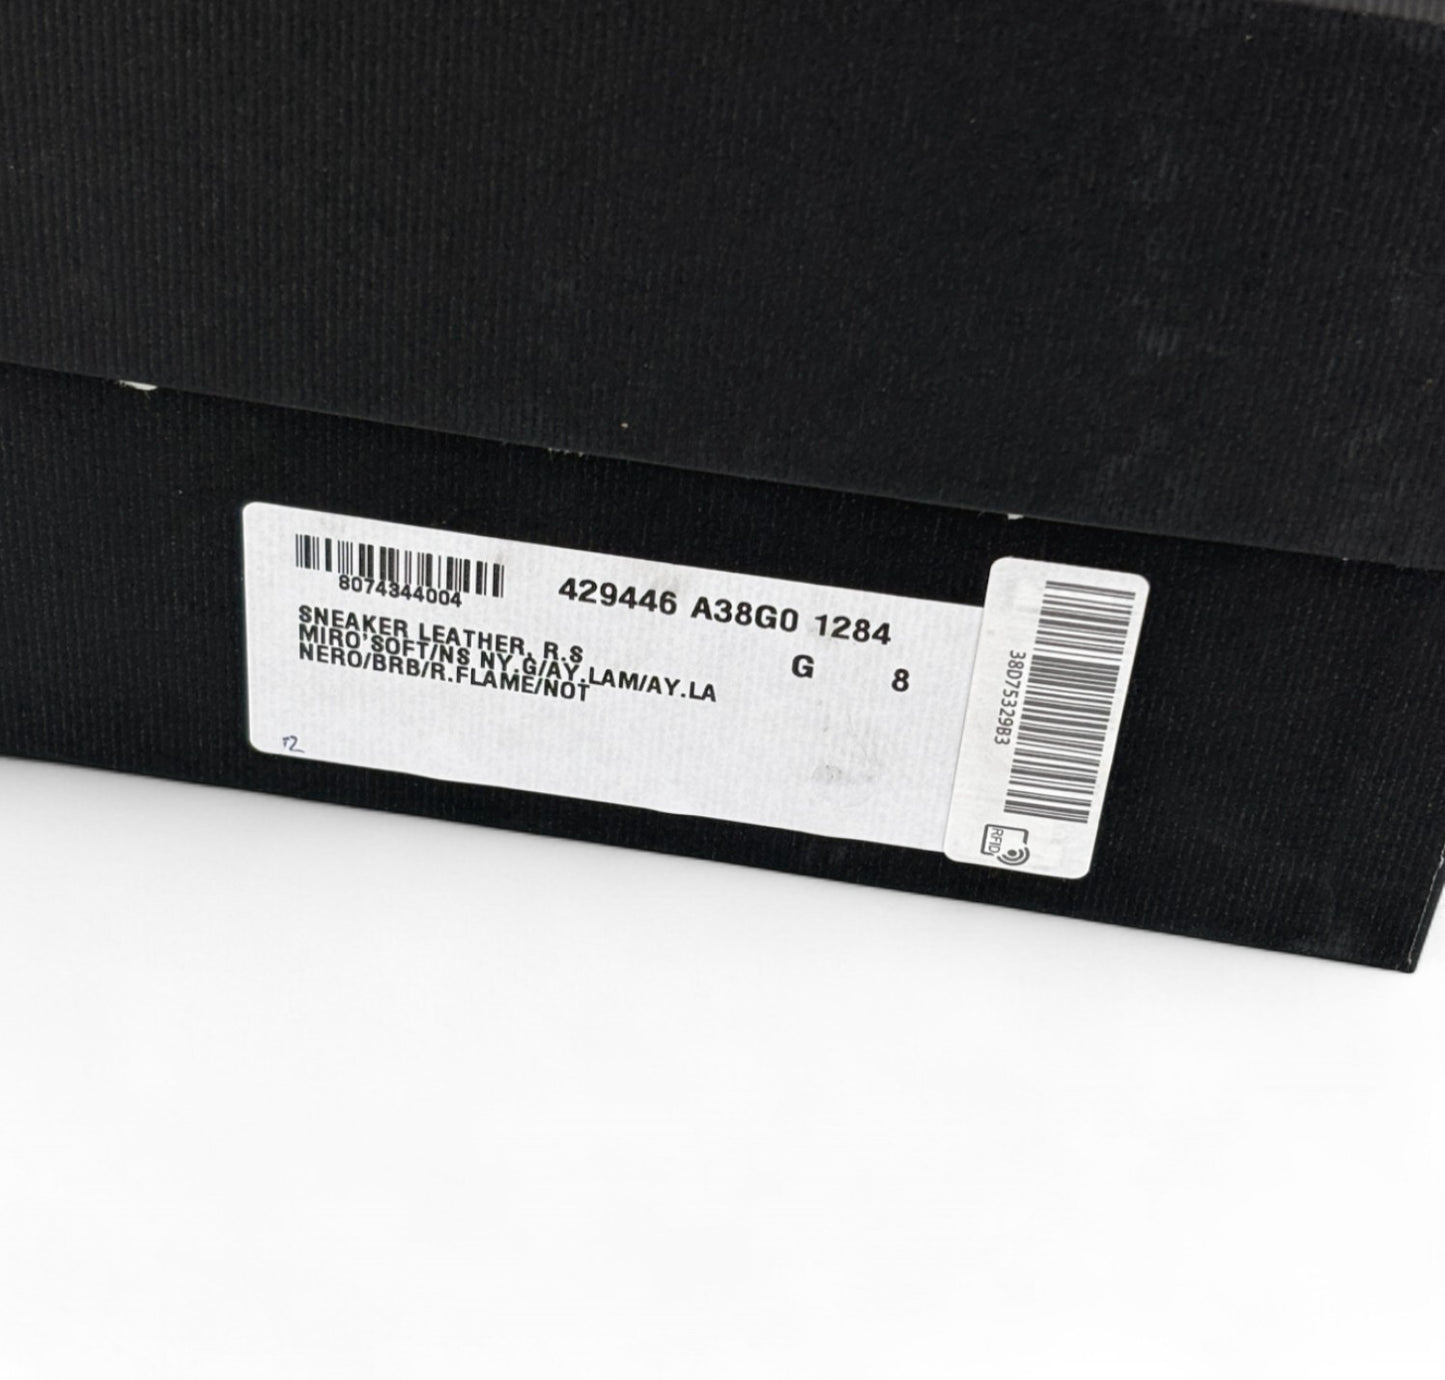 8074344004
429446 A38G0 1284
SNEAKER LEATHER, R.S
MIRO'SOFT/NS NY.G/AY.LAM/AY.LA
NERO/BRB/R.FLAME/NOT
G 8
38D75329B3
RFID